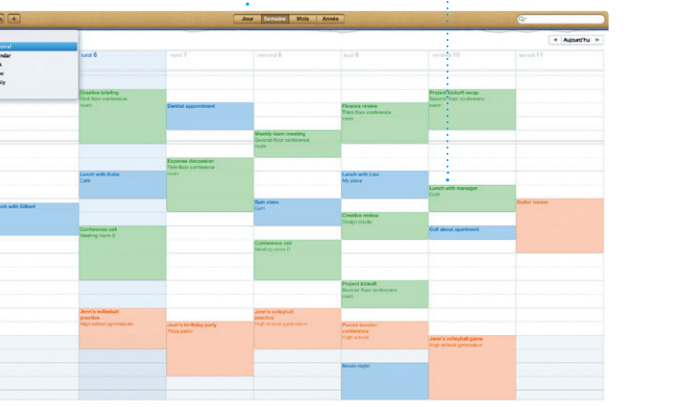 +
Jour Semaine Mois Année
< Aujourd'hu >
lundi 6
mardi 7
mercredi 8
jeudi 9
vendredi 10
samedi 11
Creative briefing
Third-floor conference
room
Lunch with Katie
Café
Conference call
Meeting room D
Jenn's volleyball
practice
High school gymnasium
Dentist appointment
Expense discussion
Third-floor conference
room
Jenn's birthday party
Pizza parlor
Weekly team meeting
Second-floor conference
room
Spin class
Gym
Conference call
Meeting room D
Jenn's volleyball
practice
High school gymnasium
Finance review
Third-floor conference
room
Lunch with Lisa
My place
Creative review
Design studio
Project kickoff
Second floor conference
room
Parent teacher
conference
High school
Movie night
Project kickoff recap
Second-floor conference
room
Lunch with manager
Call about apartment
Jenn's volleyball game
High school gymnasium
Guitar lesson
with Gilbert